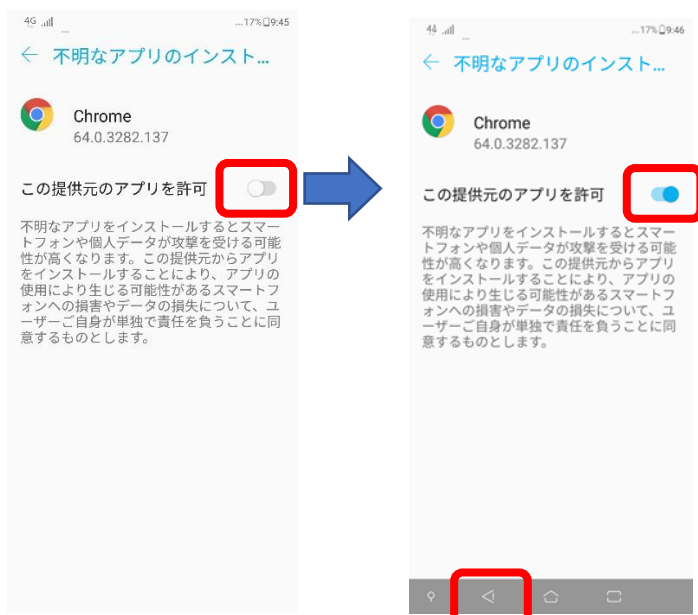 4G ...17% 9:45
← 不明なアプリのインスト...
Chrome
64.0.3282.137
この提供元のアプリを許可
不明なアプリをインストールするとスマー
トフォンや個人データが攻撃を受ける可能
性が高くなります。この提供元からアプリ
をインストールすることにより、アプリの
使用により生じる可能性があるスマートフ
ォンへの損害やデータの損失について、ユ
ーザーご自身が単独で責任を負うことに同
意するものとします。
...17% 9:46
← 不明なアプリのインスト...
Chrome
64.0.3282.137
この提供元のアプリを許可
不明なアプリをインストールするとスマー
トフォンや個人データが攻撃を受ける可能
性が高くなります。この提供元からアプリ
をインストールすることにより、アプリの
使用により生じる可能性があるスマートフ
ォンへの損害やデータの損失について、ユ
ーザーご自身が単独で責任を負うことに同
意するものとします。